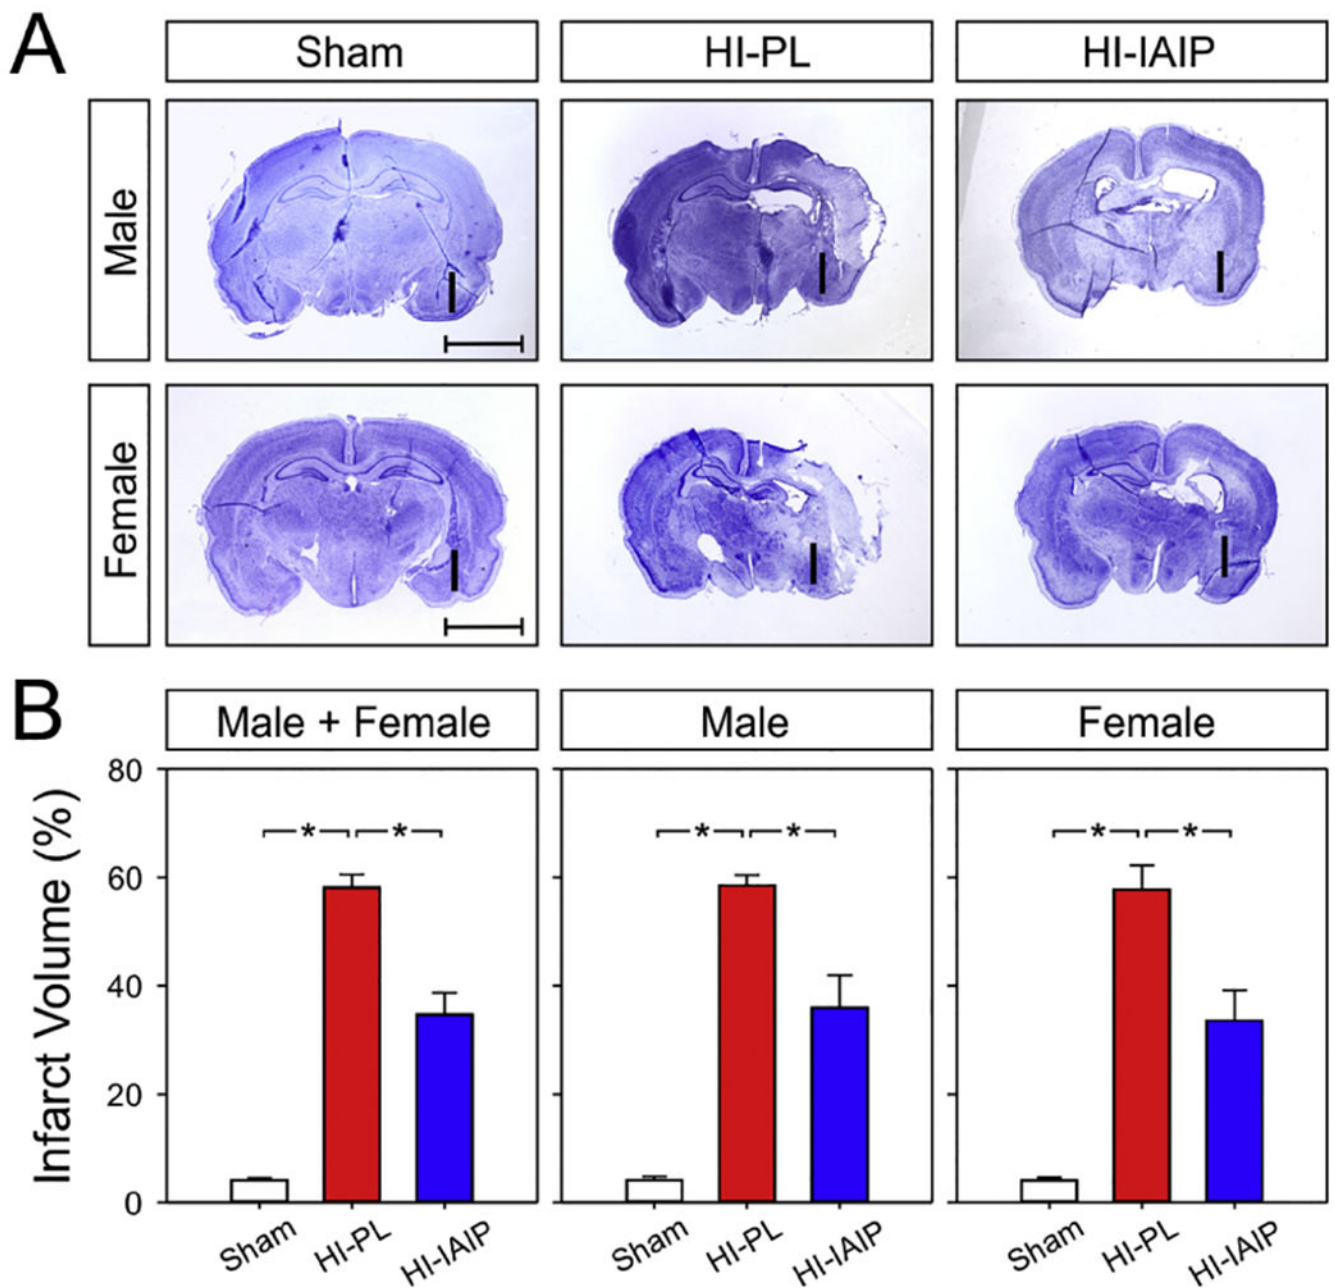 A
Sham
HI-PL
HI-IAIP
Male
Female
B
Male + Female
Male
Female
Infarct Volume (%)
80
60
40
20
0
* *
* *
* *
Sham
HI-PL
HI-IAIP
Sham
HI-PL
HI-IAIP
Sham
HI-PL
HI-IAIP